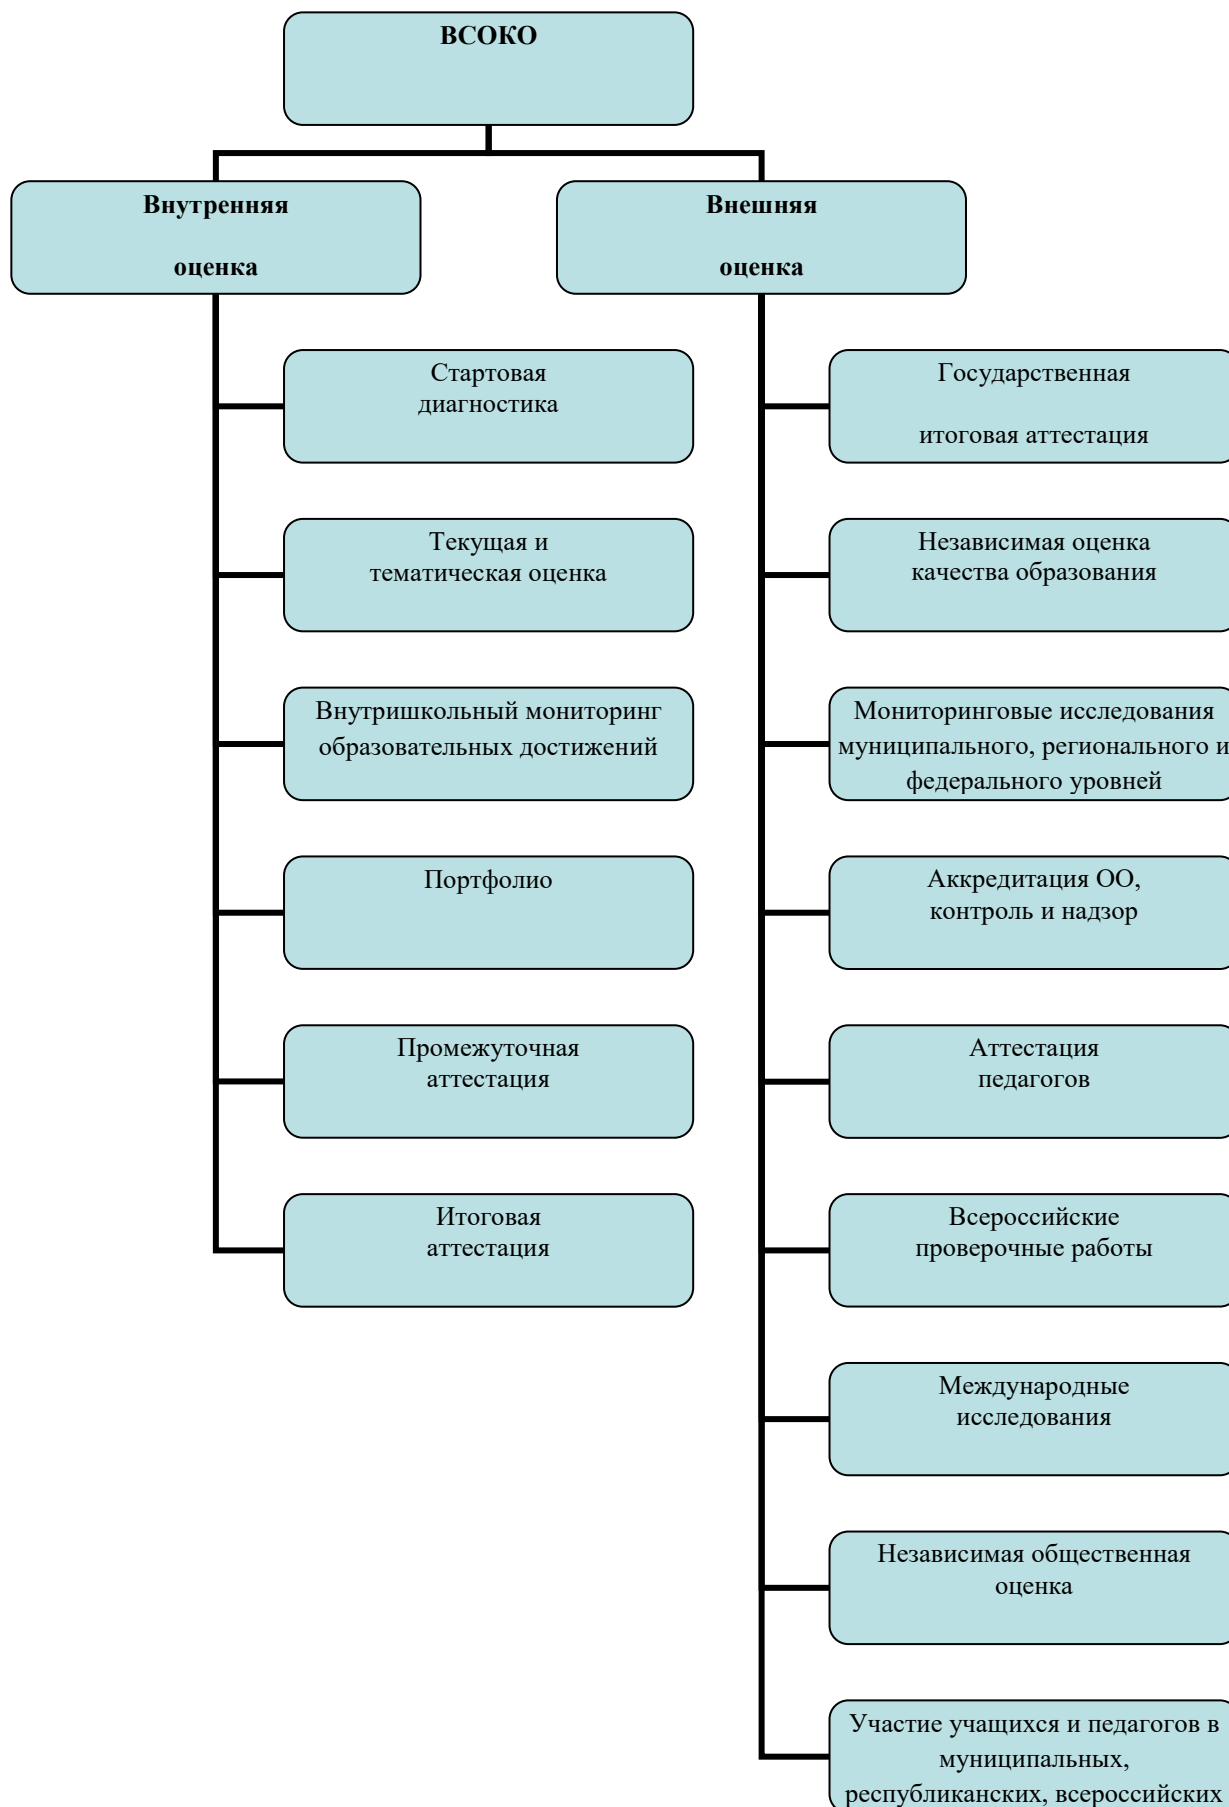 ВСОКО
Внутренняя
оценка
Внешняя
оценка
Стартовая
диагностика
Текущая и
тематическая оценка
Внутришкольный мониторинг
образовательных достижений
Портфолио
Промежуточная
аттестация
Итоговая
аттестация
Государственная
итоговая аттестация
Независимая оценка
качества образования
Мониторинговые исследования
муниципального, регионального и
федерального уровней
Аккредитация ОО,
контроль и надзор
Аттестация
педагогов
Всероссийские
проверочные работы
Международные
исследования
Независимая общественная
оценка
Участие учащихся и педагогов в
муниципальных,
республиканских, всероссийских